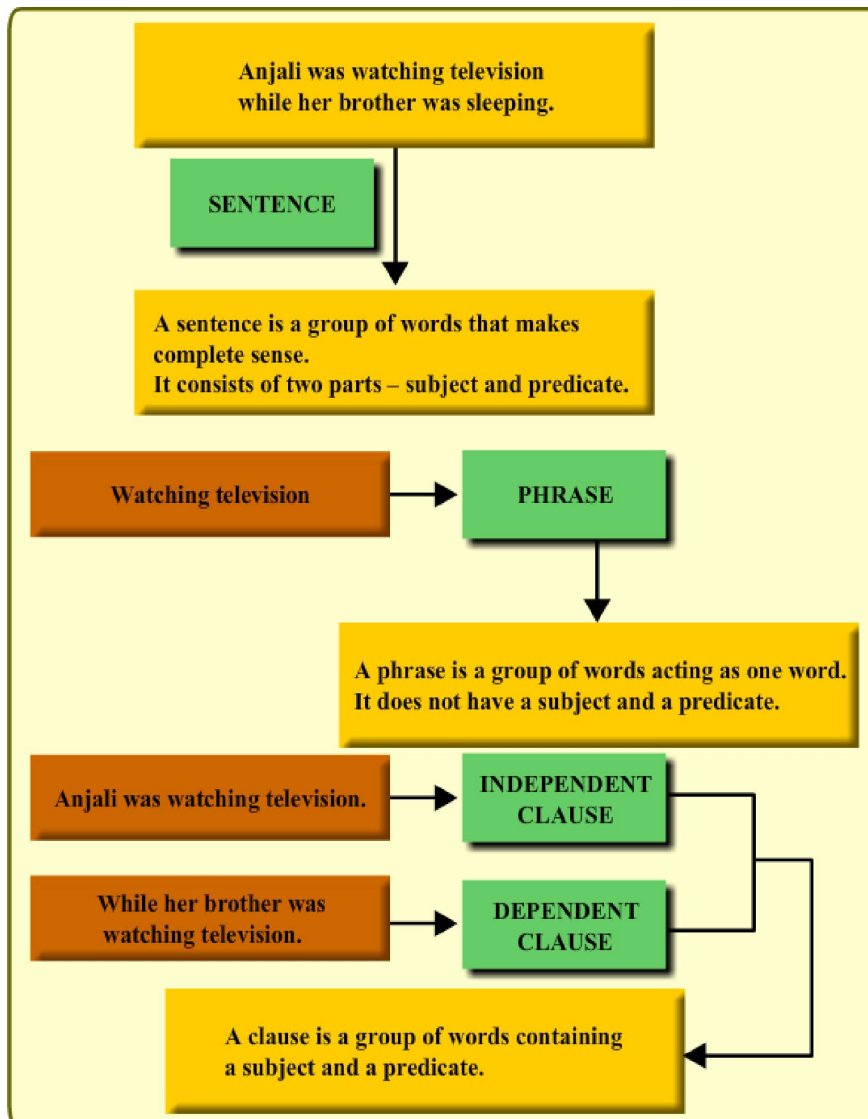 Anjali was watching television
while her brother was sleeping.
SENTENCE
A sentence is a group of words that makes
complete sense.
It consists of two parts – subject and predicate.
Watching television
PHRASE
A phrase is a group of words acting as one word.
It does not have a subject and a predicate.
Anjali was watching television.
INDEPENDENT
CLAUSE
While her brother was
watching television.
DEPENDENT
CLAUSE
A clause is a group of words containing
a subject and a predicate.